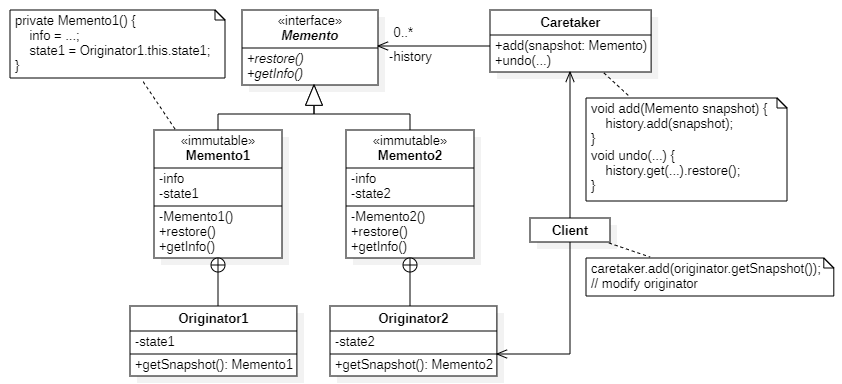 private Memento1() {
info = ...;
state1 = Originator1.this.state1;
}
«interface»
Memento
+restore()
+getInfo()
0..*
-history
Caretaker
+add(snapshot: Memento)
+undo(...)
void add(Memento snapshot) {
history.add(snapshot);
}
void undo(...) {
history.get(...).restore();
}
«immutable»
Memento1
-info
-state1
-Memento1()
+restore()
+getInfo()
«immutable»
Memento2
-info
-state2
-Memento2()
+restore()
+getInfo()
Client
caretaker.add(originator.getSnapshot());
// modify originator
Originator1
-state1
+getSnapshot(): Memento1
Originator2
-state2
+getSnapshot(): Memento2